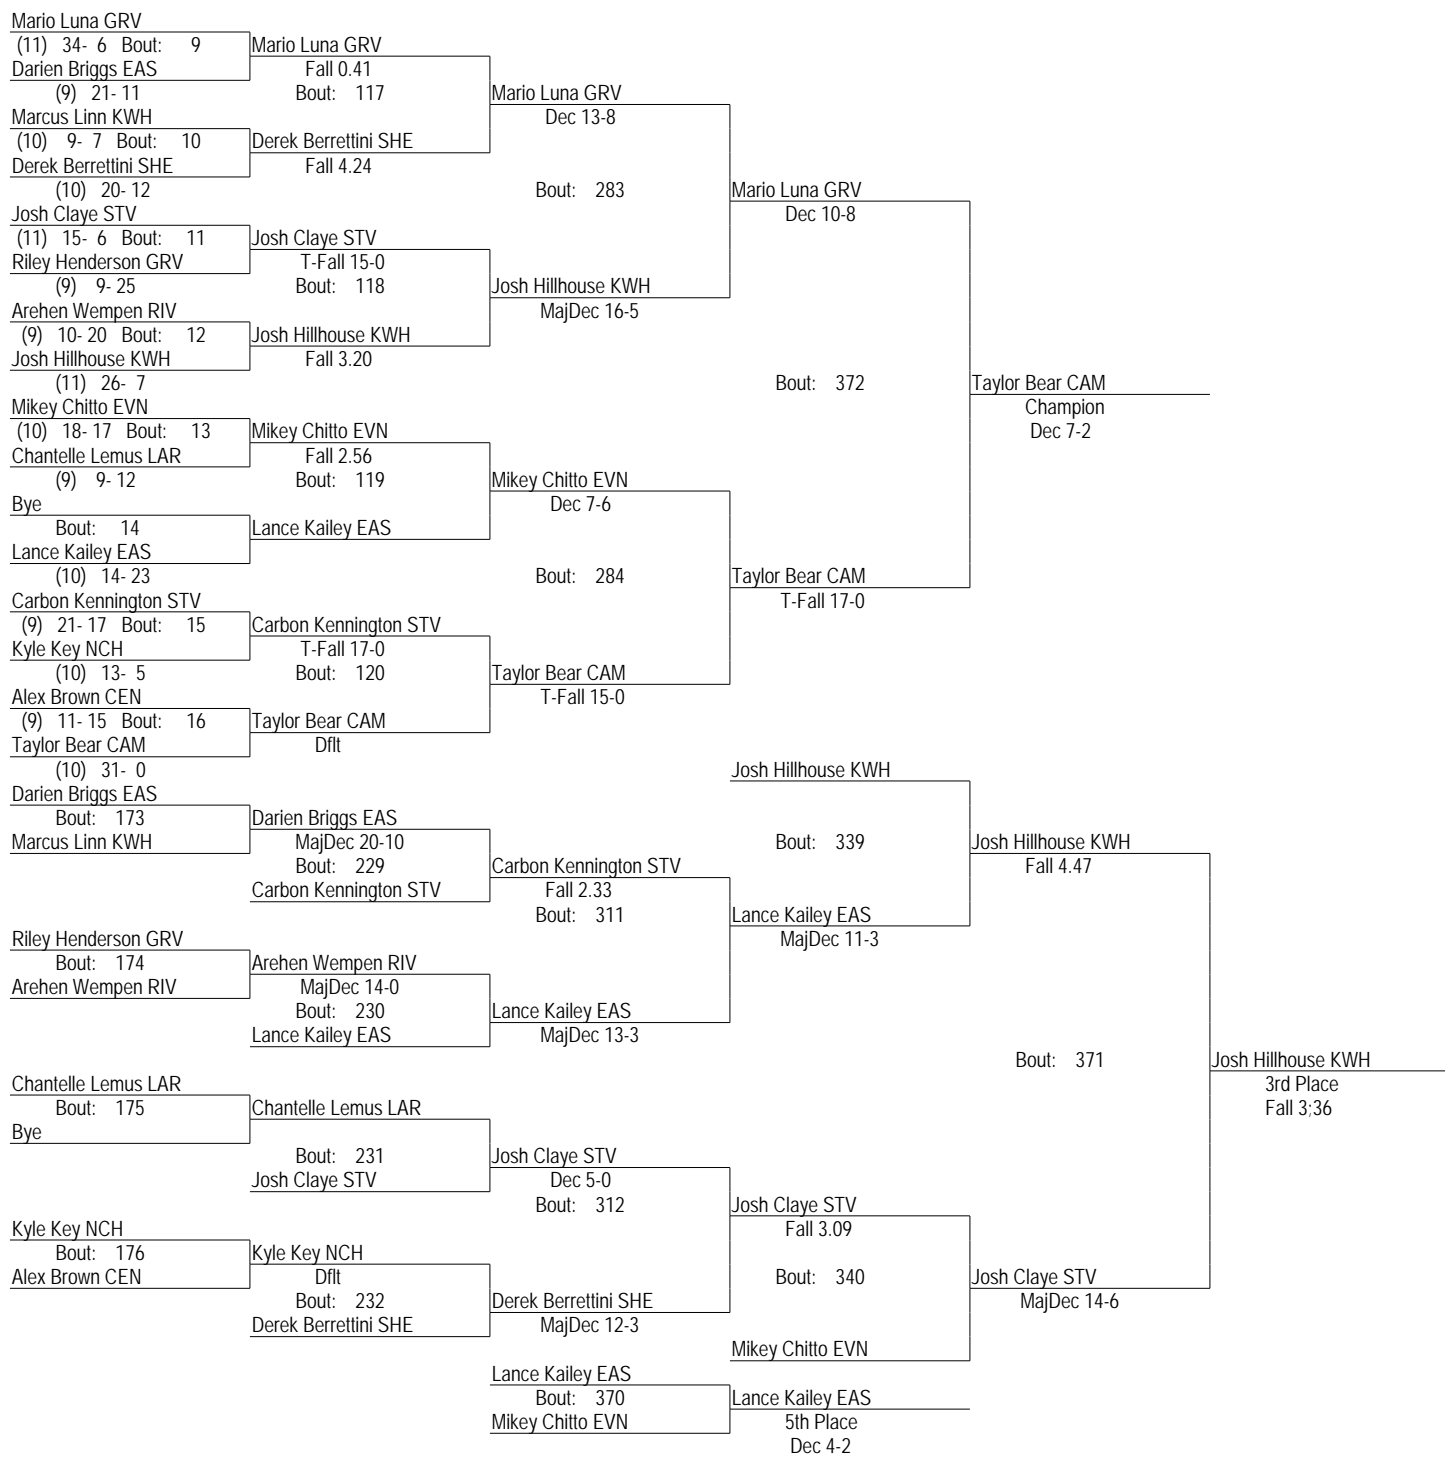 Mario Luna GRV
(11) 34- 6 Bout: 9
Mario Luna GRV
Darien Briggs EAS
Fall 0.41
(9) 21- 11
Bout: 117
Mario Luna GRV
Marcus Linn KWH
Dec 13-8
(10) 9- 7 Bout: 10
Derek Berrettini SHE
Derek Berrettini SHE
Fall 4.24
(10) 20- 12
Bout: 283
Mario Luna GRV
Josh Claye STV
Dec 10-8
(11) 15- 6 Bout: 11
Josh Claye STV
Riley Henderson GRV
T-Fall 15-0
(9) 9- 25
Bout: 118
Josh Hillhouse KWH
Arehen Wempen RIV
MajDec 16-5
(9) 10- 20 Bout: 12
Josh Hillhouse KWH
Josh Hillhouse KWH
Fall 3.20
(11) 26- 7
Bout: 372
Taylor Bear CAM
Mikey Chitto EVN
Champion
(10) 18- 17 Bout: 13
Mikey Chitto EVN
Dec 7-2
Chantelle Lemus LAR
Fall 2.56
(9) 9- 12
Bout: 119
Mikey Chitto EVN
Bye
Dec 7-6
Bout: 14
Lance Kailey EAS
Lance Kailey EAS
(10) 14- 23
Bout: 284
Taylor Bear CAM
Carbon Kennington STV
T-Fall 17-0
(9) 21- 17 Bout: 15
Carbon Kennington STV
Kyle Key NCH
T-Fall 17-0
(10) 13- 5
Bout: 120
Taylor Bear CAM
Alex Brown CEN
T-Fall 15-0
(9) 11- 15 Bout: 16
Taylor Bear CAM
Taylor Bear CAM
Dflt
(10) 31- 0
Josh Hillhouse KWH
Darien Briggs EAS
Bout: 173
Darien Briggs EAS
Marcus Linn KWH
MajDec 20-10
Bout: 339
Josh Hillhouse KWH
Bout: 229
Carbon Kennington STV
Fall 4.47
Carbon Kennington STV
Fall 2.33
Bout: 311
Lance Kailey EAS
Riley Henderson GRV
MajDec 11-3
Bout: 174
Arehen Wempen RIV
Arehen Wempen RIV
MajDec 14-0
Bout: 230
Lance Kailey EAS
Lance Kailey EAS
MajDec 13-3
Bout: 371
Josh Hillhouse KWH
Chantelle Lemus LAR
3rd Place
Bout: 175
Chantelle Lemus LAR
Fall 3;36
Bye
Bout: 231
Josh Claye STV
Josh Claye STV
Dec 5-0
Bout: 312
Josh Claye STV
Kyle Key NCH
Fall 3.09
Bout: 176
Kyle Key NCH
Alex Brown CEN
Dflt
Bout: 340
Josh Claye STV
Bout: 232
Derek Berrettini SHE
MajDec 14-6
Derek Berrettini SHE
MajDec 12-3
Mikey Chitto EVN
Lance Kailey EAS
Bout: 370
Lance Kailey EAS
Mikey Chitto EVN
5th Place
Dec 4-2